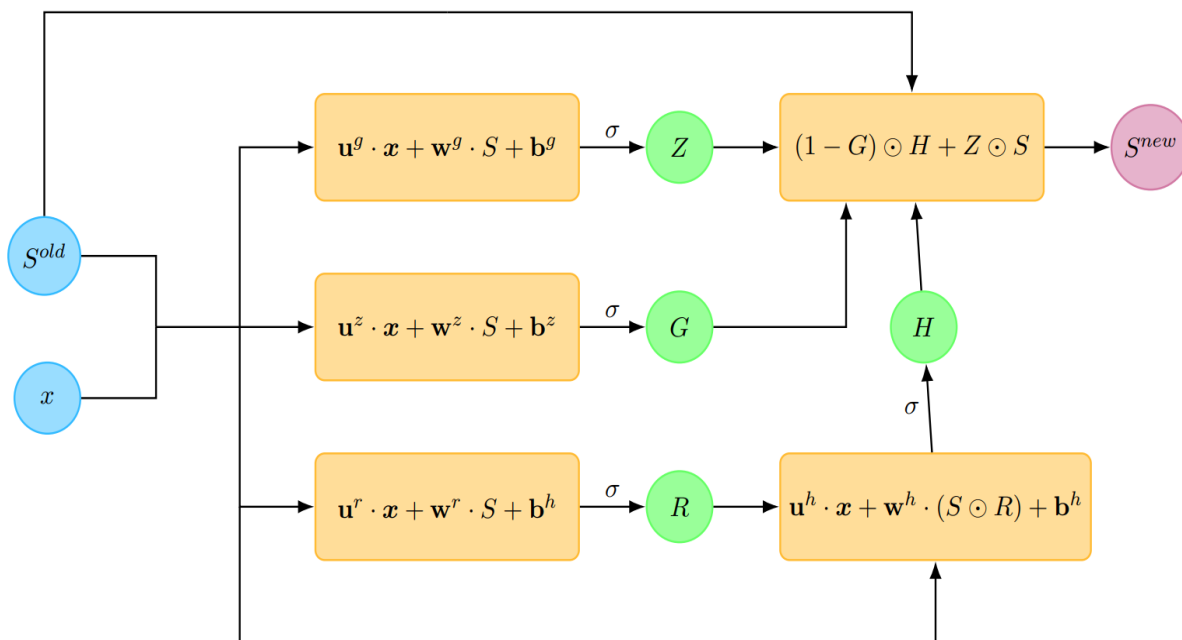 𝐮^g · 𝒙 + 𝐰^g · S + 𝐛^g
σ
Z
(1 − G) ⊙ H + Z ⊙ S
S^{new}
S^{old}
𝐮^z · 𝒙 + 𝐰^z · S + 𝐛^z
σ
G
H
x
σ
𝐮^r · 𝒙 + 𝐰^r · S + 𝐛^h
σ
R
𝐮^h · 𝒙 + 𝐰^h · (S ⊙ R) + 𝐛^h